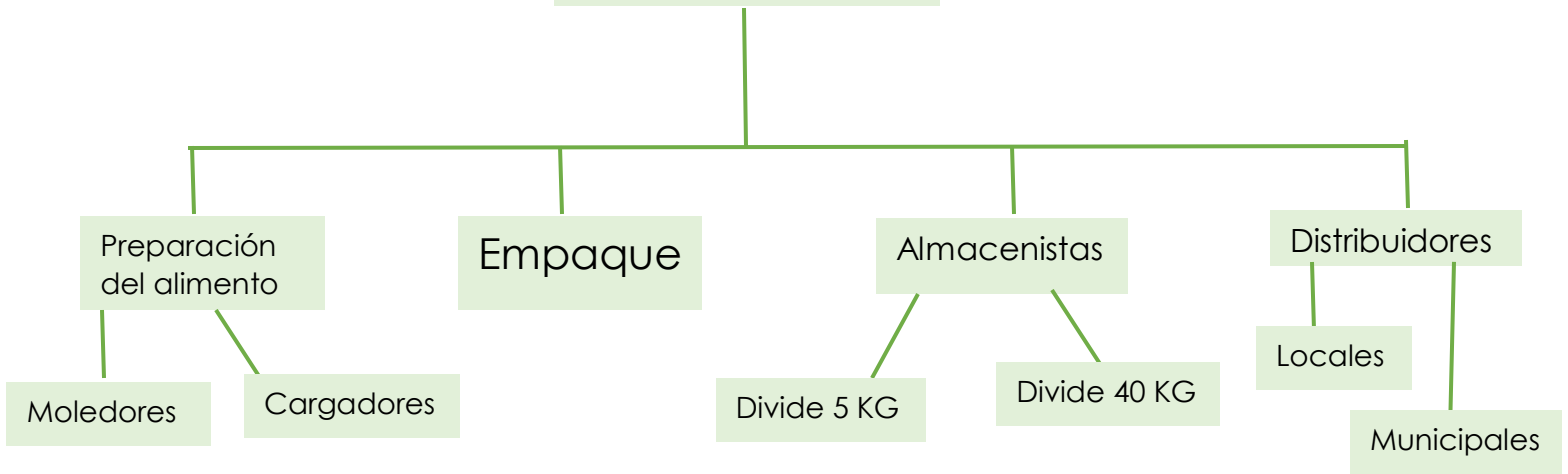 Preparación
del alimento
Empaque
Almacenistas
Distribuidores
Moledores
Cargadores
Divide 5 KG
Divide 40 KG
Locales
Municipales